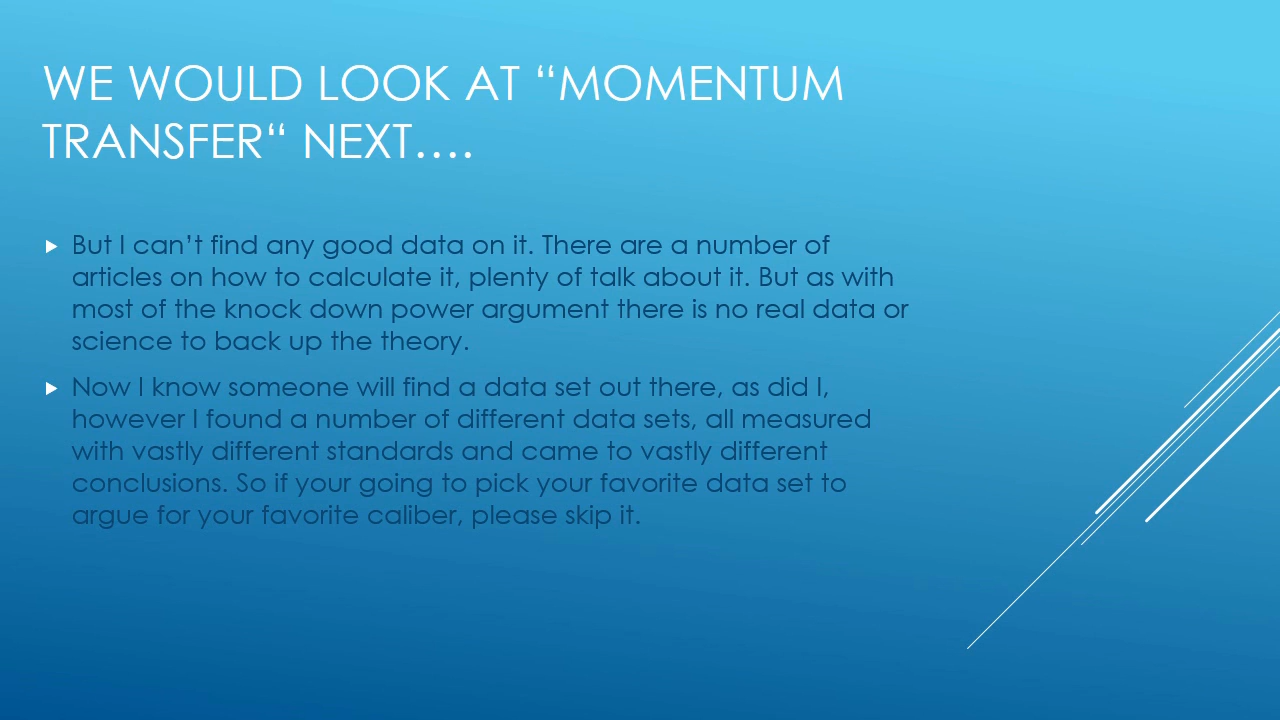 WE WOULD LOOK AT “MOMENTUM
TRANSFER“ NEXT….
But I can’t find any good data on it. There are a number of
articles on how to calculate it, plenty of talk about it. But as with
most of the knock down power argument there is no real data or
science to back up the theory.
Now I know someone will find a data set out there, as did I,
however I found a number of different data sets, all measured
with vastly different standards and came to vastly different
conclusions. So if your going to pick your favorite data set to
argue for your favorite caliber, please skip it.